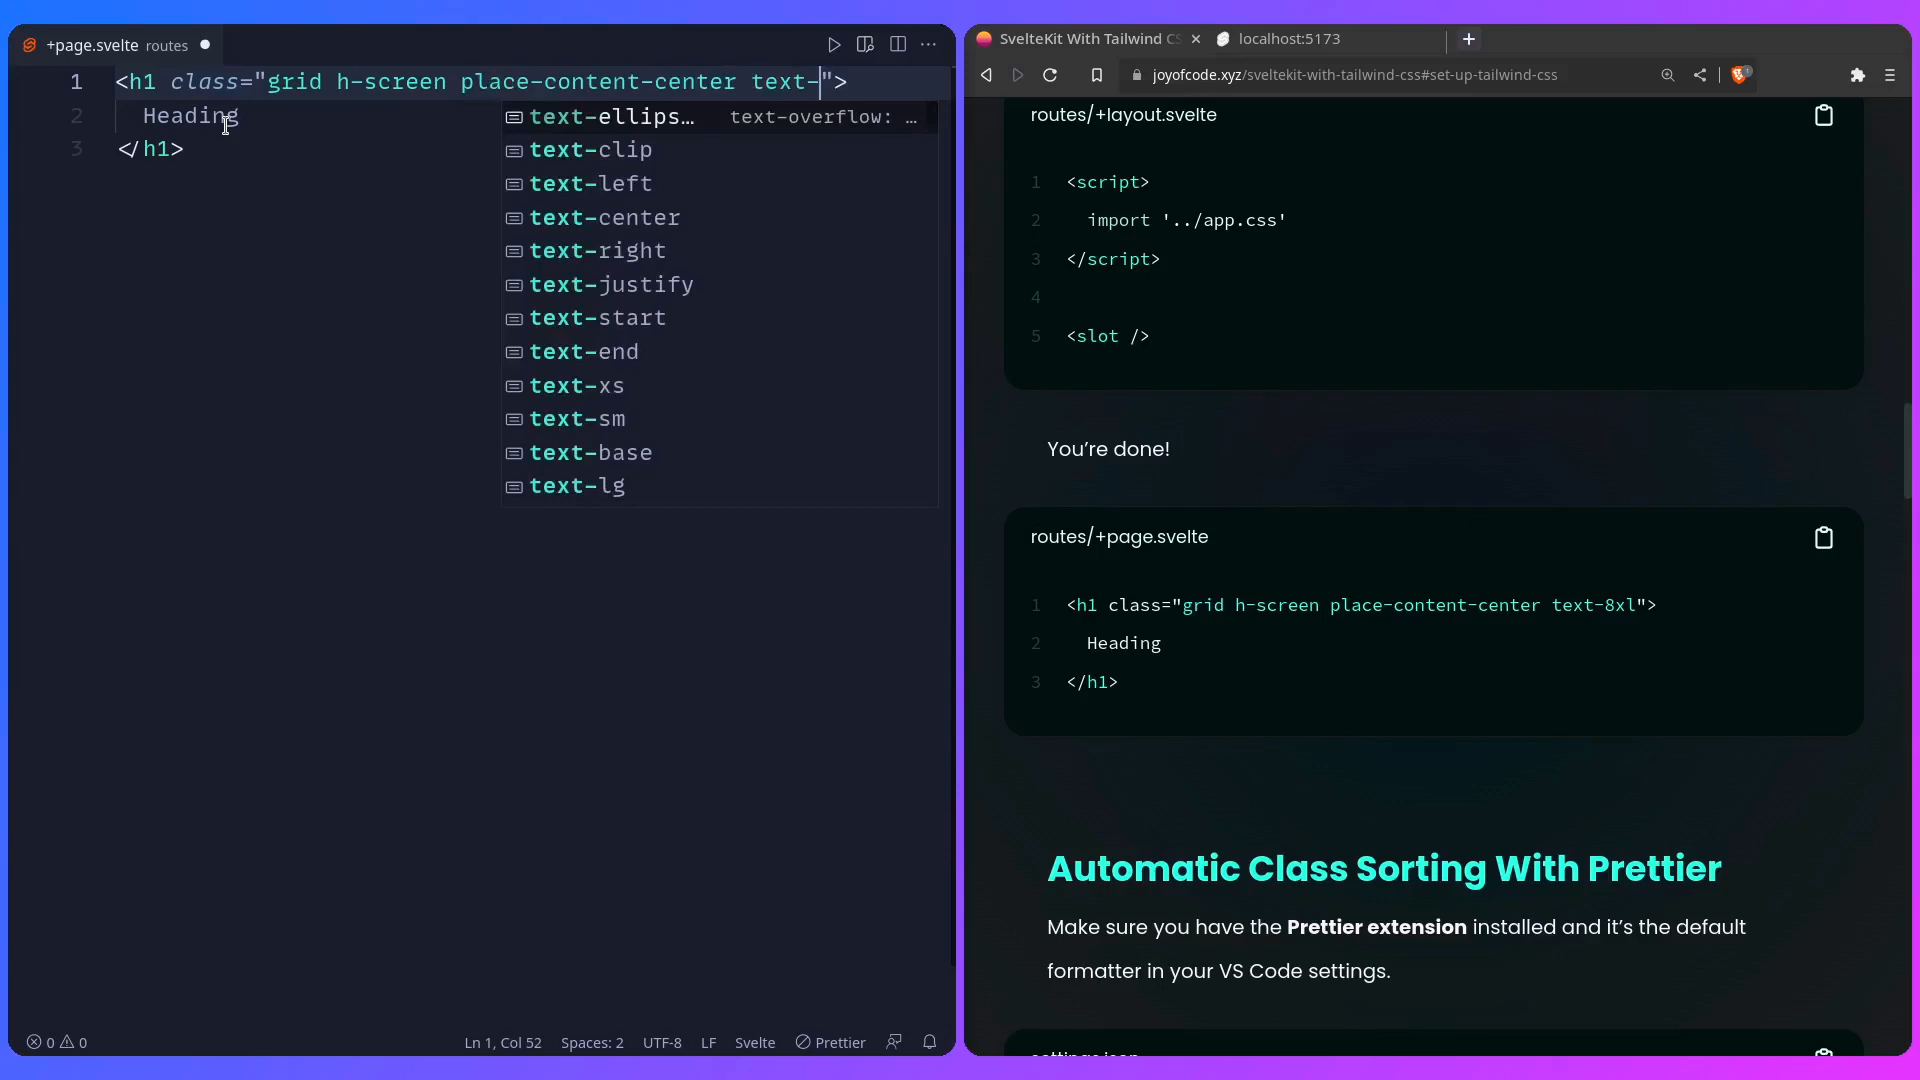 +page.svelte routes
1 <h1 class="grid h-screen place-content-center text-">
2 Heading
3 </h1>
text-ellips… text-overflow: …
text-clip
text-left
text-center
text-right
text-justify
text-start
text-end
text-xs
text-sm
text-base
text-lg
0 0
Ln 1, Col 52 Spaces: 2 UTF-8 LF Svelte Prettier
SvelteKit With Tailwind CS
localhost:5173
joyofcode.xyz/sveltekit-with-tailwind-css#set-up-tailwind-css
routes/+layout.svelte
1 <script>
2 import '../app.css'
3 </script>
4
5 <slot />
You’re done!
routes/+page.svelte
1 <h1 class="grid h-screen place-content-center text-8xl">
2 Heading
3 </h1>
Automatic Class Sorting With Prettier
Make sure you have the Prettier extension installed and it’s the default
formatter in your VS Code settings.